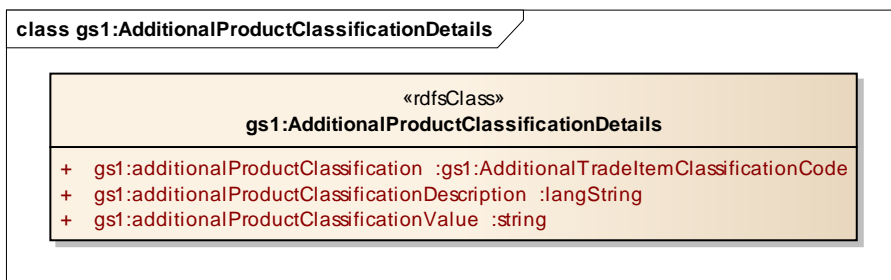 class gs1:AdditionalProductClassificationDetails
«rdfsClass»
gs1:AdditionalProductClassificationDetails
+ gs1:additionalProductClassification :gs1:AdditionalTradeItemClassificationCode
+ gs1:additionalProductClassificationDescription :langString
+ gs1:additionalProductClassificationValue :string